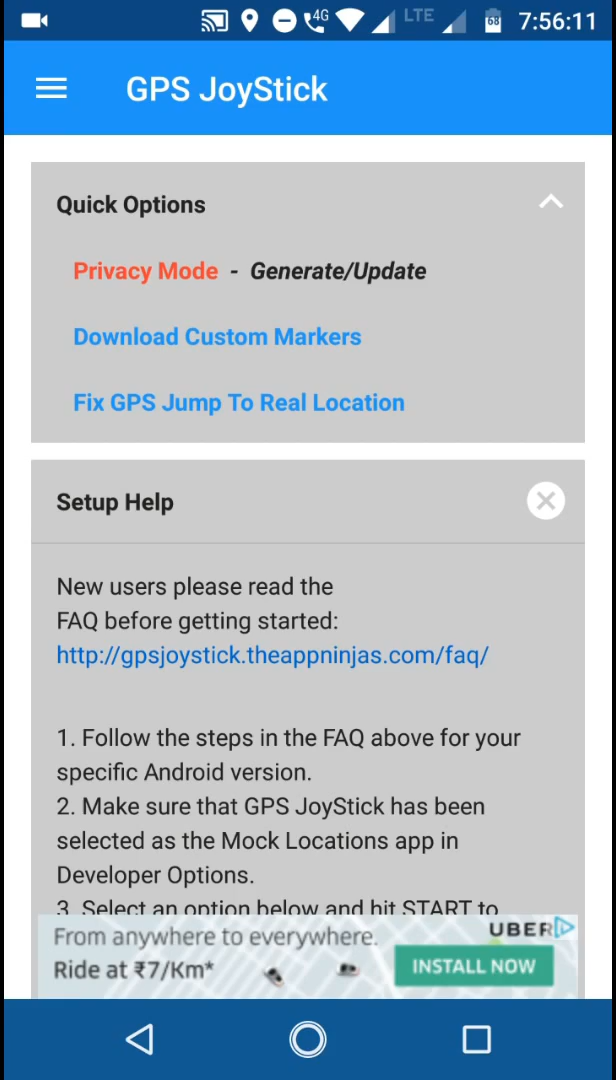 4G LTE 68 7:56:11
GPS JoyStick
Quick Options
Privacy Mode - Generate/Update
Download Custom Markers
Fix GPS Jump To Real Location
Setup Help
New users please read the
FAQ before getting started:
http://gpsjoystick.theappninjas.com/faq/
1. Follow the steps in the FAQ above for your
specific Android version.
2. Make sure that GPS JoyStick has been
selected as the Mock Locations app in
Developer Options.
3. Select an option below and hit START to
From anywhere to everywhere.
UBER
Ride at ₹7/Km*
INSTALL NOW